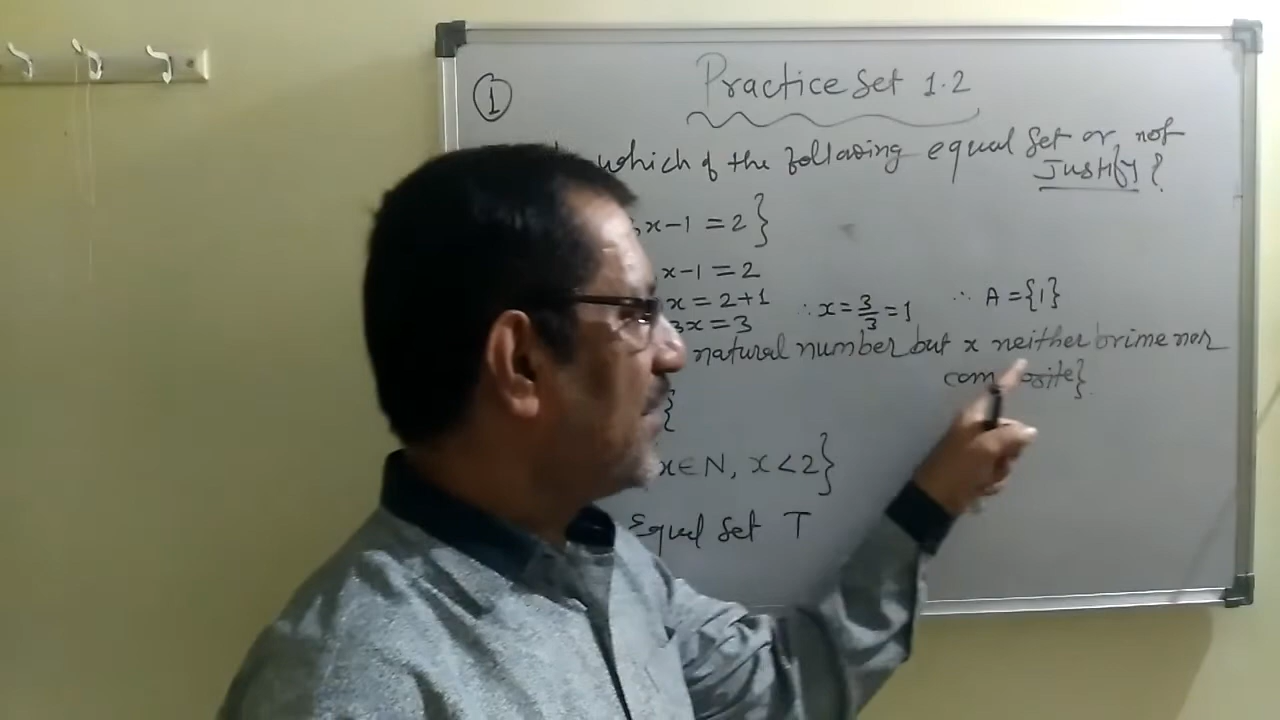 ① Practice Set 1.2
which of the following equal Set or not
Justify?
x-1 = 2}
x-1 = 2
x = 2+1 ∴ x = 3/3 = 1 ∴ A = {1}
3x = 3
natural number but x neither prime nor
}
}
x ∈ N, x < 2}
Equal Set T